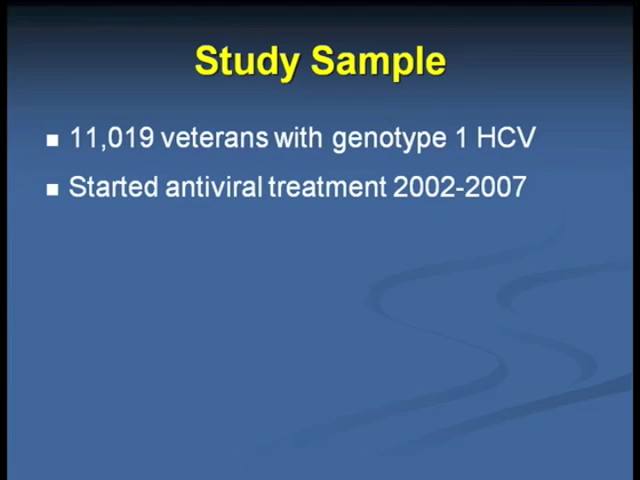 Study Sample
11,019 veterans with genotype 1 HCV
Started antiviral treatment 2002-2007